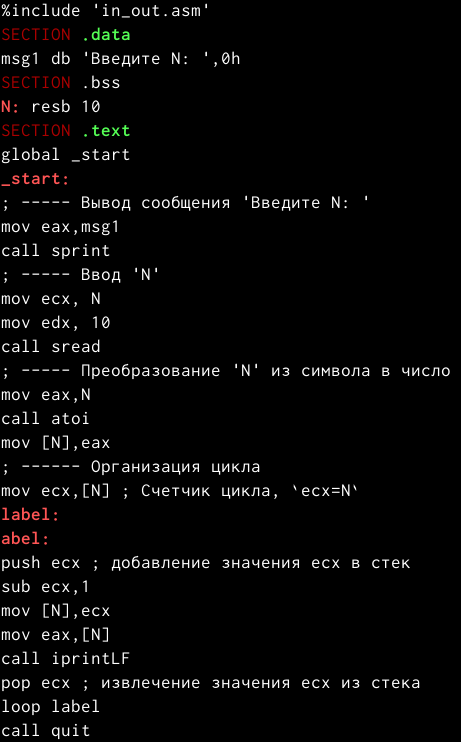 %include 'in_out.asm'
SECTION .data
msg1 db 'Введите N: ',0h
SECTION .bss
N: resb 10
SECTION .text
global _start
_start:
; ----- Вывод сообщения 'Введите N: '
mov eax,msg1
call sprint
; ----- Ввод 'N'
mov ecx, N
mov edx, 10
call sread
; ----- Преобразование 'N' из символа в число
mov eax,N
call atoi
mov [N],eax
; ------ Организация цикла
mov ecx,[N] ; Счетчик цикла, `ecx=N`
label:
abel:
push ecx ; добавление значения ecx в стек
sub ecx,1
mov [N],ecx
mov eax,[N]
call iprintLF
pop ecx ; извлечение значения ecx из стека
loop label
call quit